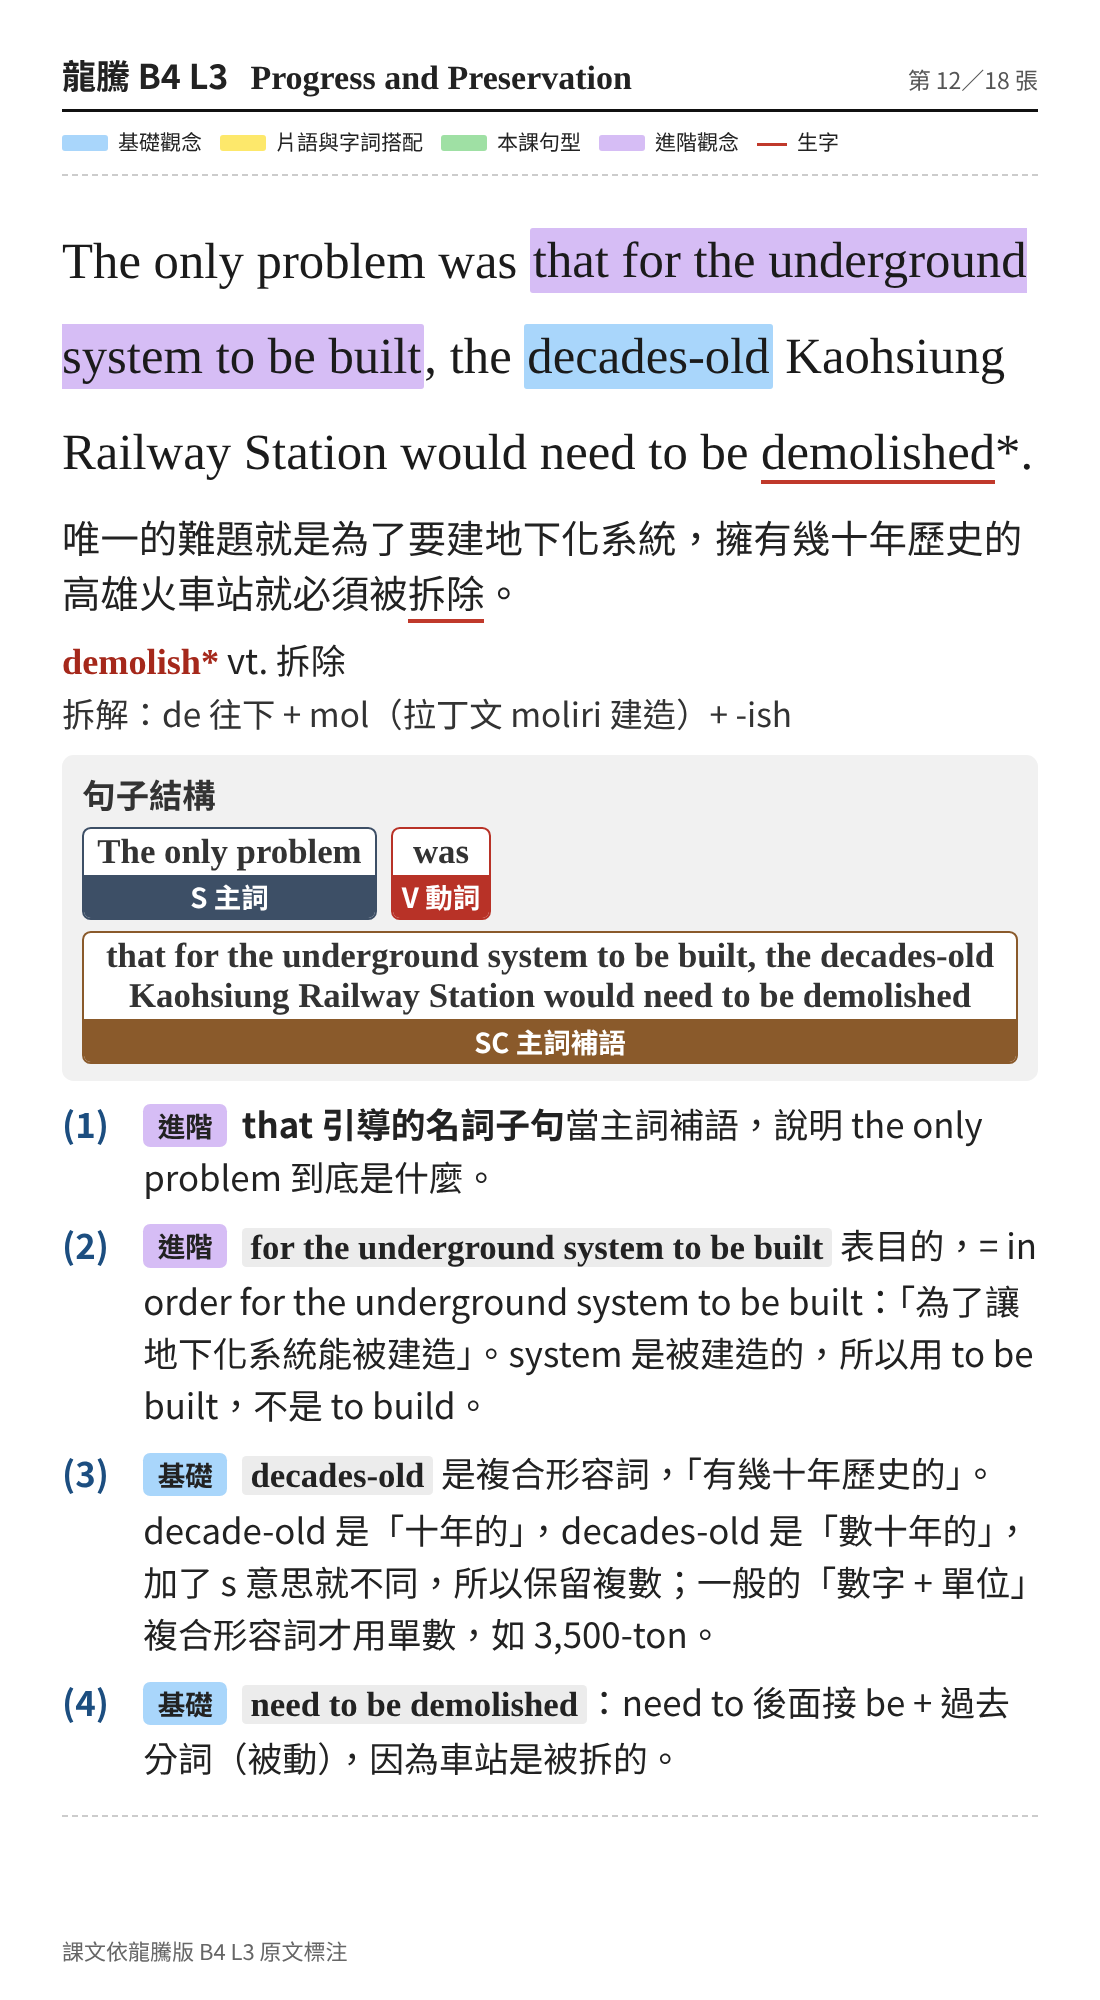 龍騰 B4 L3 Progress and Preservation 第 12／18 張
基礎觀念 片語與字詞搭配 本課句型 進階觀念 生字
The only problem was that for the underground
system to be built, the decades-old Kaohsiung
Railway Station would need to be demolished*.
唯一的難題就是為了要建地下化系統，擁有幾十年歷史的
高雄火車站就必須被拆除。
demolish* vt. 拆除
拆解：de 往下 + mol（拉丁文 moliri 建造）+ -ish
句子結構
The only problem was
S 主詞 V 動詞
that for the underground system to be built, the decades-old
Kaohsiung Railway Station would need to be demolished
SC 主詞補語
(1) 進階 that 引導的名詞子句當主詞補語，說明 the only
problem 到底是什麼。
(2) 進階 for the underground system to be built 表目的，= in
order for the underground system to be built：「為了讓
地下化系統能被建造」。system 是被建造的，所以用 to be
built，不是 to build。
(3) 基礎 decades-old 是複合形容詞，「有幾十年歷史的」。
decade-old 是「十年的」，decades-old 是「數十年的」，
加了 s 意思就不同，所以保留複數；一般的「數字 + 單位」
複合形容詞才用單數，如 3,500-ton。
(4) 基礎 need to be demolished：need to 後面接 be + 過去
分詞（被動），因為車站是被拆的。
課文依龍騰版 B4 L3 原文標注